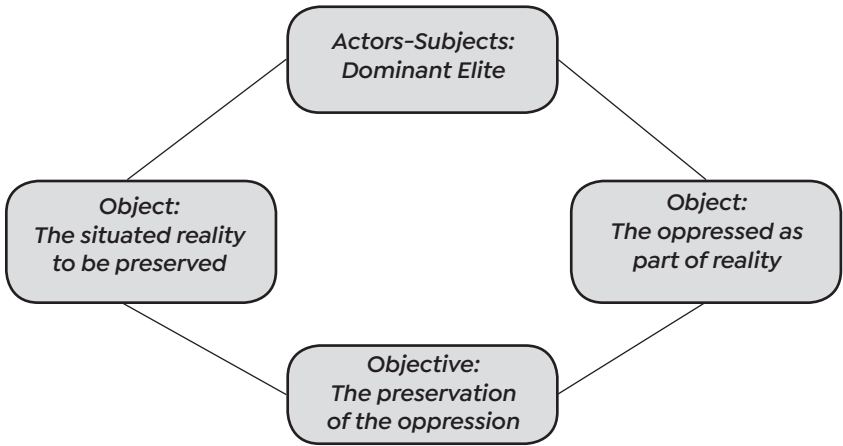 Actors-Subjects:
Dominant Elite
Object:
The situated reality
to be preserved
Object:
The oppressed as
part of reality
Objective:
The preservation
of the oppression